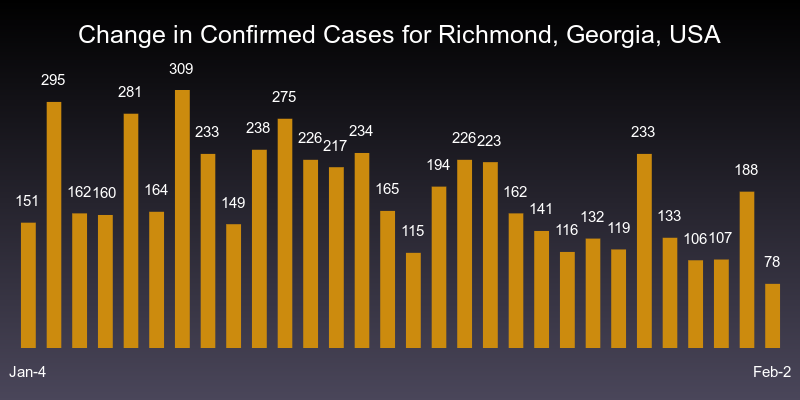 Change in Confirmed Cases for Richmond, Georgia, USA
151 295 162 160 281 164 309 233 149 238 275 226 217 234 165 115 194 226 223 162 141 116 132 119 233 133 106 107 188 78
Jan-4 Feb-2